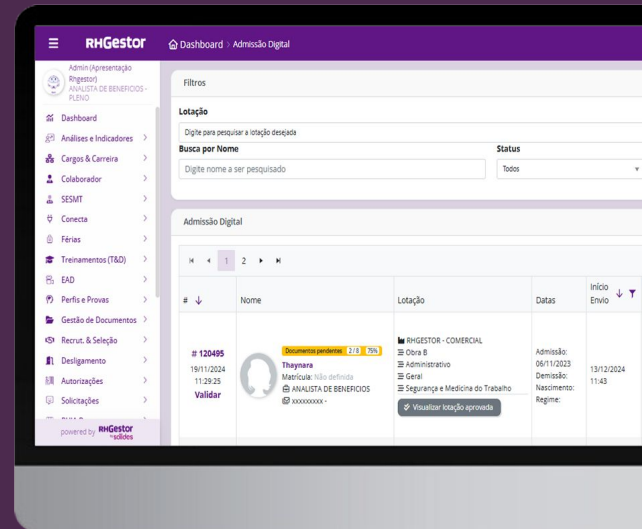 RHGestor
Dashboard > Admissão Digital
Admin (Apresentação
Rhgestor)
ANALISTA DE BENEFICIOS -
PLENO
Dashboard
Análises e Indicadores
Cargos & Carreira
Colaborador
SESMT
Conecta
Férias
Treinamentos (T&D)
EAD
Perfis e Provas
Gestão de Documentos
Recrut. & Seleção
Desligamento
Autorizações
Solicitações
powered by RHGestor
sólides
Filtros
Lotação
Digite para pesquisar a lotação desejada
Busca por Nome
Status
Digite nome a ser pesquisado
Todos
Admissão Digital
1 2
# Nome Lotação Datas Início
Envio
# 120495
19/11/2024
11:29:25
Validar
Documentos pendentes 2 / 8 75%
Thaynara
Matrícula: Não definida
ANALISTA DE BENEFICIOS
xxxxxxxxx -
RHGESTOR - COMERCIAL
Obra B
Administrativo
Geral
Segurança e Medicina do Trabalho
Visualizar lotação aprovada
Admissão:
06/11/2023
Demissão:
Nascimento:
Regime:
13/12/2024
11:43